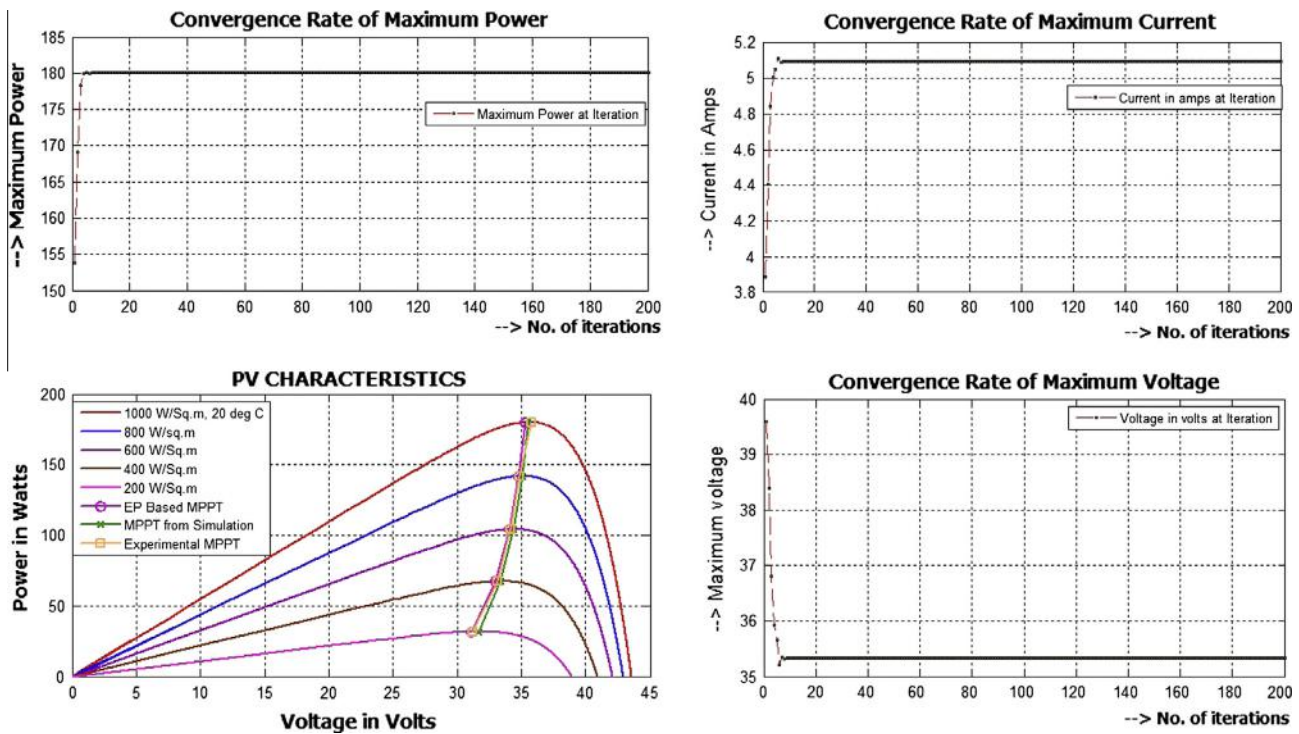 Convergence Rate of Maximum Power
185
180
175
170
165
160
155
150
--> Maximum Power
Maximum Power at Iteration
0 20 40 60 80 100 120 140 160 180 200
--> No. of iterations
Convergence Rate of Maximum Current
5.2
5
4.8
4.6
4.4
4.2
4
3.8
--> Current in Amps
Current in amps at Iteration
0 20 40 60 80 100 120 140 160 180 200
--> No. of iterations
PV CHARACTERISTICS
200
150
100
50
0
Power in Watts
1000 W/Sq.m, 20 deg C
800 W/sq.m
600 W/Sq.m
400 W/Sq.m
200 W/Sq.m
EP Based MPPT
MPPT from Simulation
Experimental MPPT
0 5 10 15 20 25 30 35 40 45
Voltage in Volts
Convergence Rate of Maximum Voltage
40
39
38
37
36
35
--> Maximum voltage
Voltage in volts at Iteration
0 20 40 60 80 100 120 140 160 180 200
--> No. of iterations